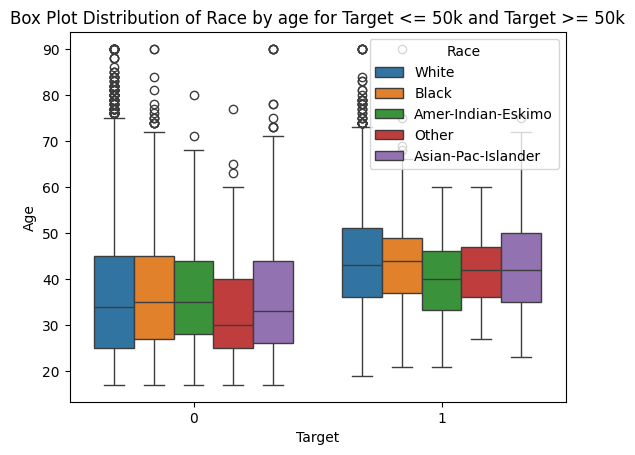 Box Plot Distribution of Race by age for Target <= 50k and Target >= 50k
Race
White
Black
Amer-Indian-Eskimo
Other
Asian-Pac-Islander
Age
90
80
70
60
50
40
30
20
0
1
Target